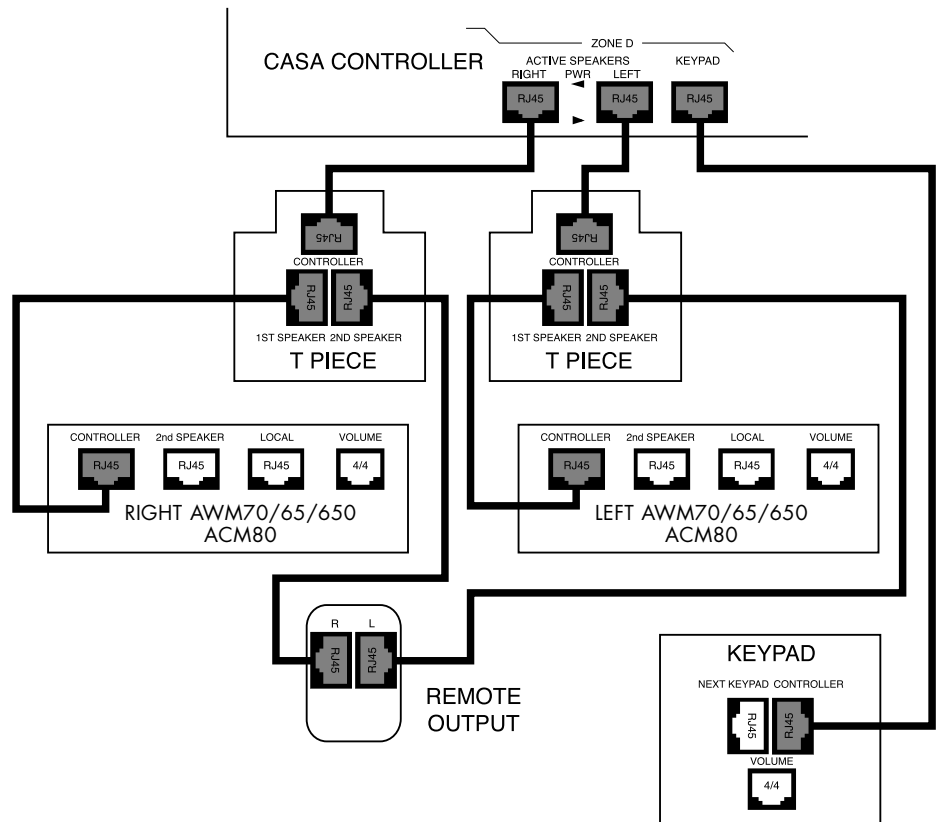 ZONE D
CASA CONTROLLER
ACTIVE SPEAKERS
KEYPAD
RIGHT PWR LEFT
RJ45 RJ45 RJ45
RJ45 RJ45
CONTROLLER CONTROLLER
RJ45 RJ45 RJ45 RJ45
1ST SPEAKER 2ND SPEAKER 1ST SPEAKER 2ND SPEAKER
T PIECE T PIECE
CONTROLLER 2nd SPEAKER LOCAL VOLUME CONTROLLER 2nd SPEAKER LOCAL VOLUME
RJ45 RJ45 RJ45 4/4 RJ45 RJ45 RJ45 4/4
RIGHT AWM70/65/650 LEFT AWM70/65/650
ACM80 ACM80
R L
RJ45 RJ45
REMOTE
OUTPUT
KEYPAD
NEXT KEYPAD CONTROLLER
RJ45 RJ45
VOLUME
4/4